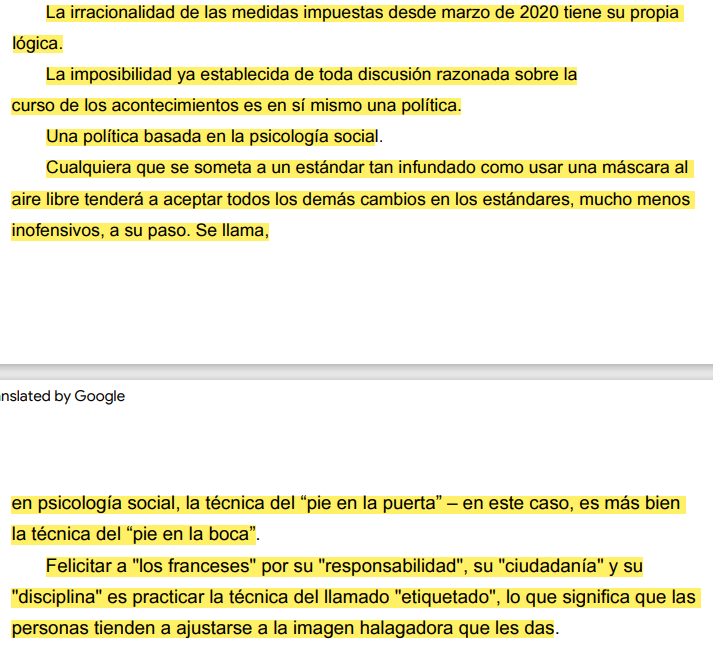 La irracionalidad de las medidas impuestas desde marzo de 2020 tiene su propia
lógica.
La imposibilidad ya establecida de toda discusión razonada sobre la
curso de los acontecimientos es en sí mismo una política.
Una política basada en la psicología social.
Cualquiera que se someta a un estándar tan infundado como usar una máscara al
aire libre tenderá a aceptar todos los demás cambios en los estándares, mucho menos
inofensivos, a su paso. Se llama,
nslated by Google
en psicología social, la técnica del “pie en la puerta” – en este caso, es más bien
la técnica del “pie en la boca”.
Felicitar a "los franceses" por su "responsabilidad", su "ciudadanía" y su
"disciplina" es practicar la técnica del llamado "etiquetado", lo que significa que las
personas tienden a ajustarse a la imagen halagadora que les das.